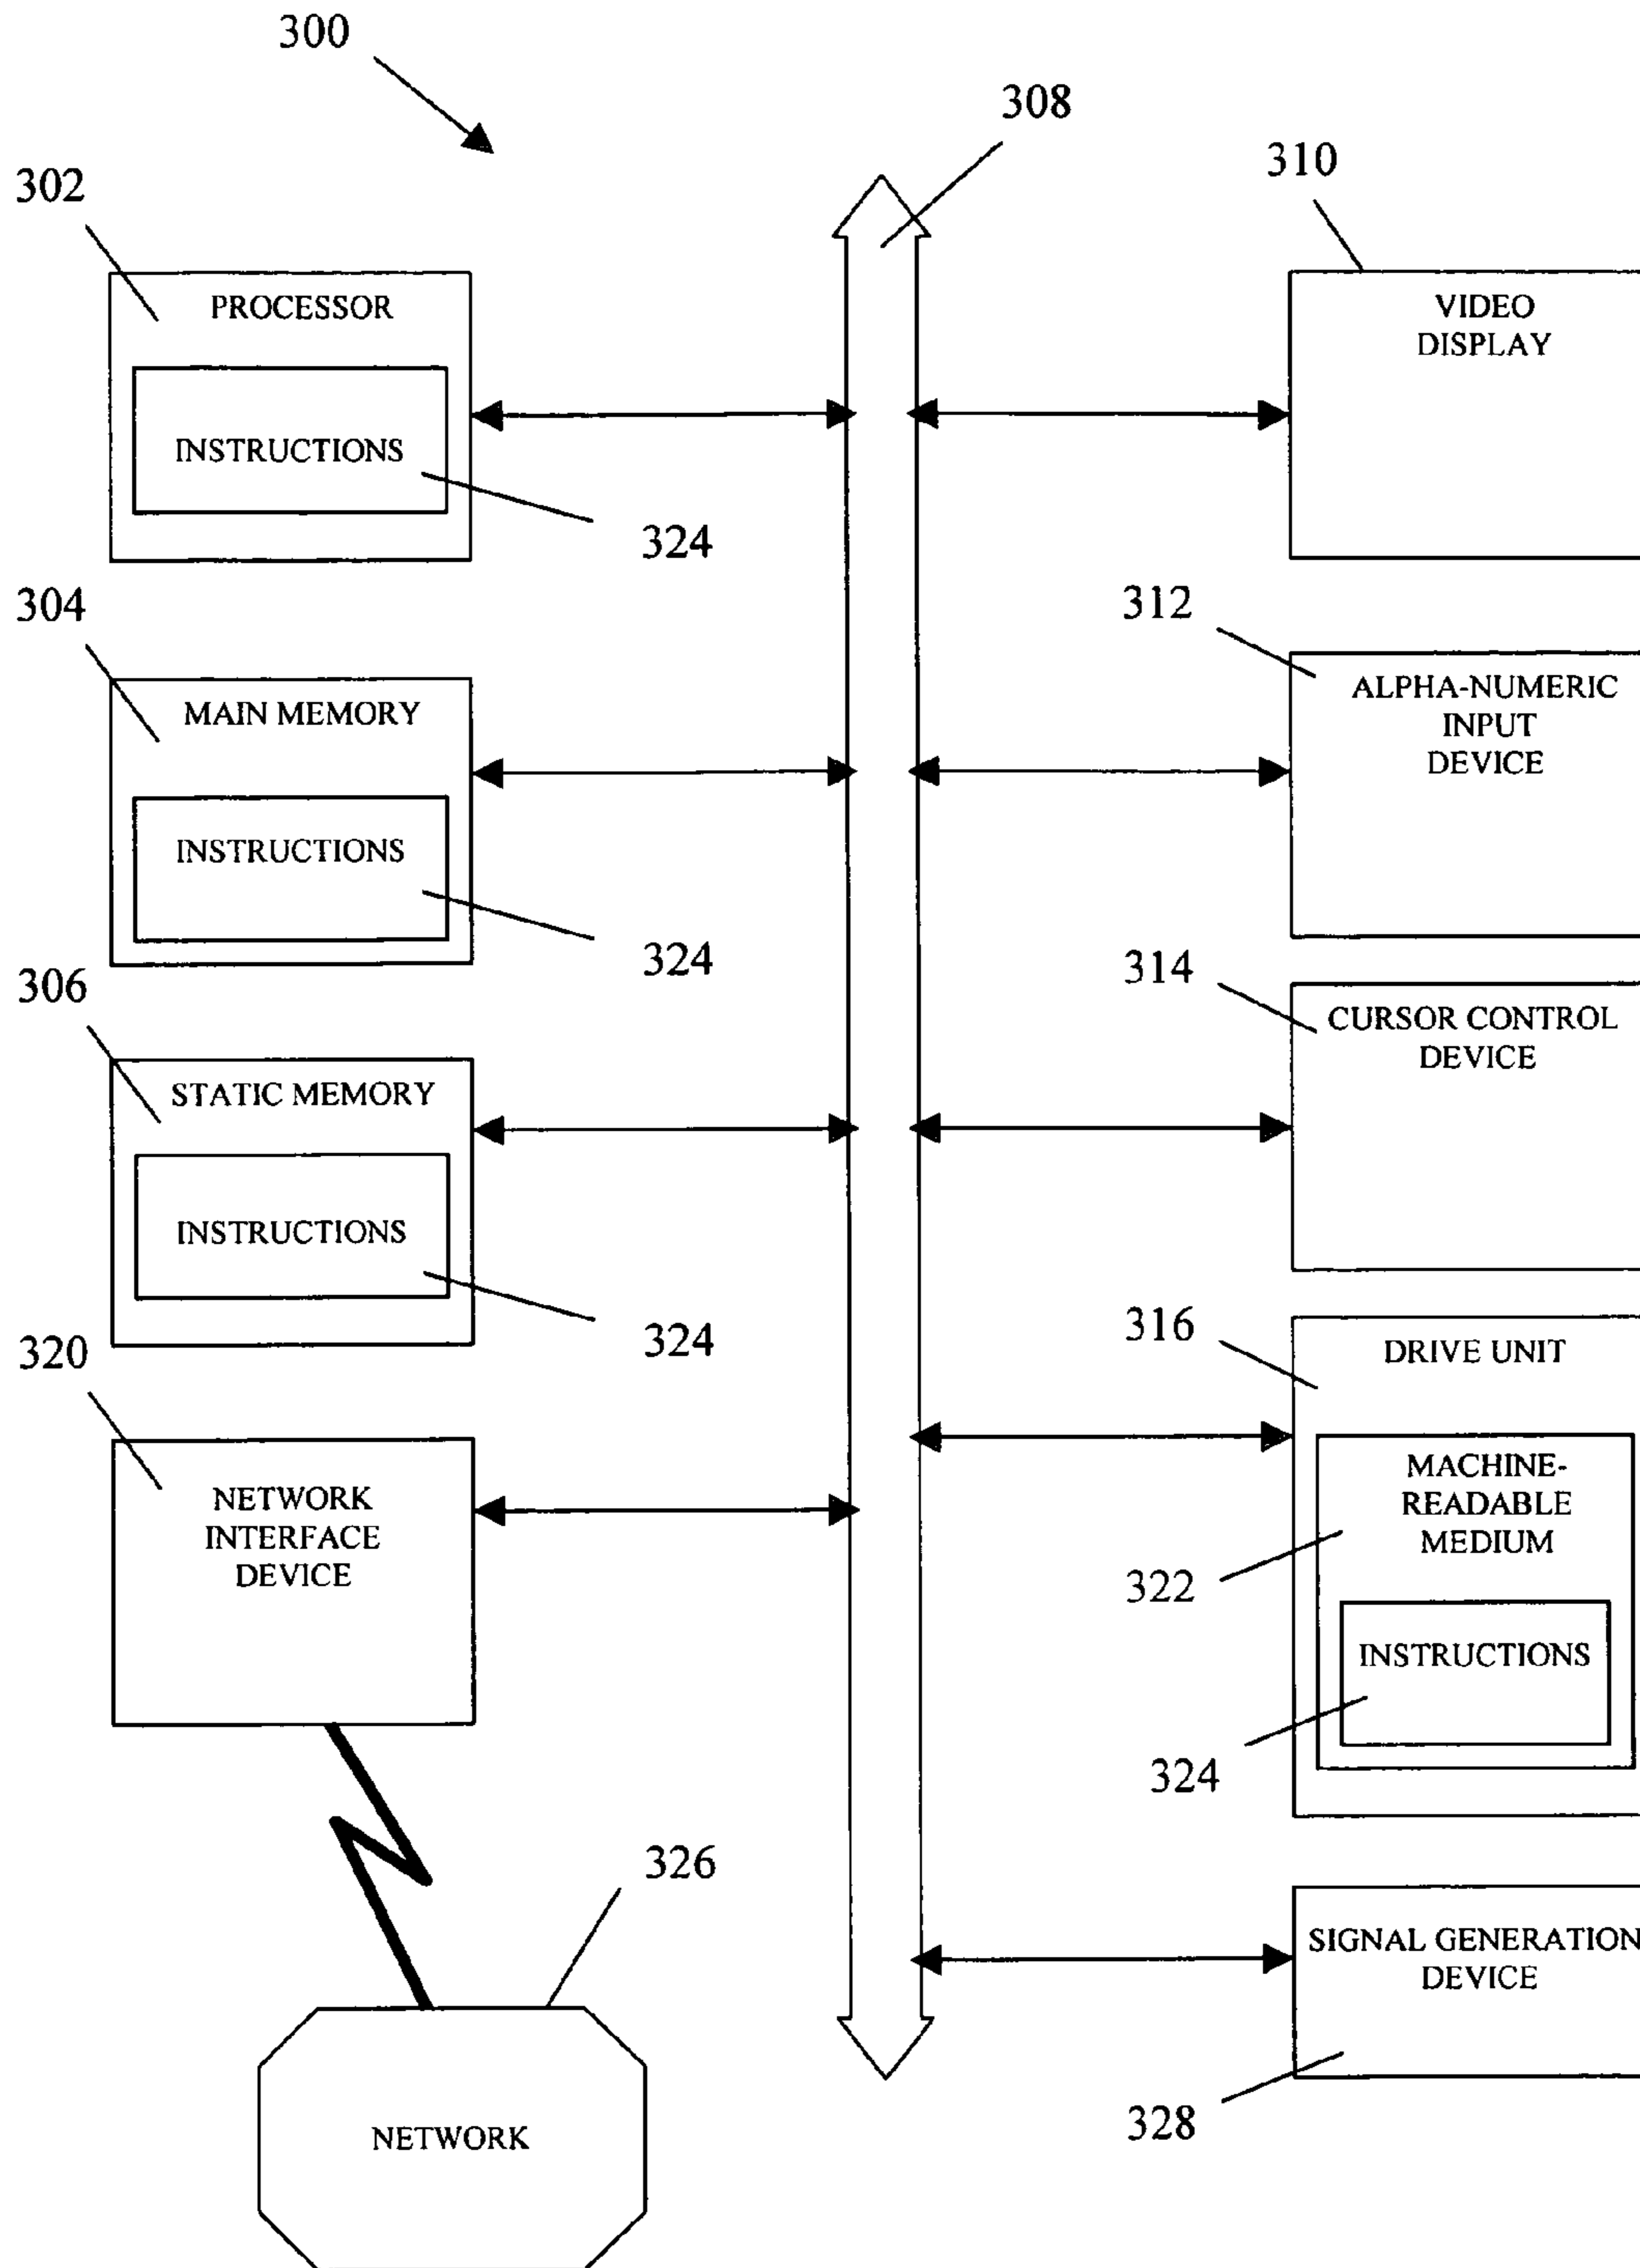 300
308
310
302
PROCESSOR
INSTRUCTIONS
324
VIDEO
DISPLAY
304
MAIN MEMORY
INSTRUCTIONS
324
312
ALPHA-NUMERIC
INPUT
DEVICE
306
STATIC MEMORY
INSTRUCTIONS
324
314
CURSOR CONTROL
DEVICE
320
NETWORK
INTERFACE
DEVICE
316
DRIVE UNIT
MACHINE-
READABLE
MEDIUM
322
INSTRUCTIONS
324
326
NETWORK
SIGNAL GENERATION
DEVICE
328